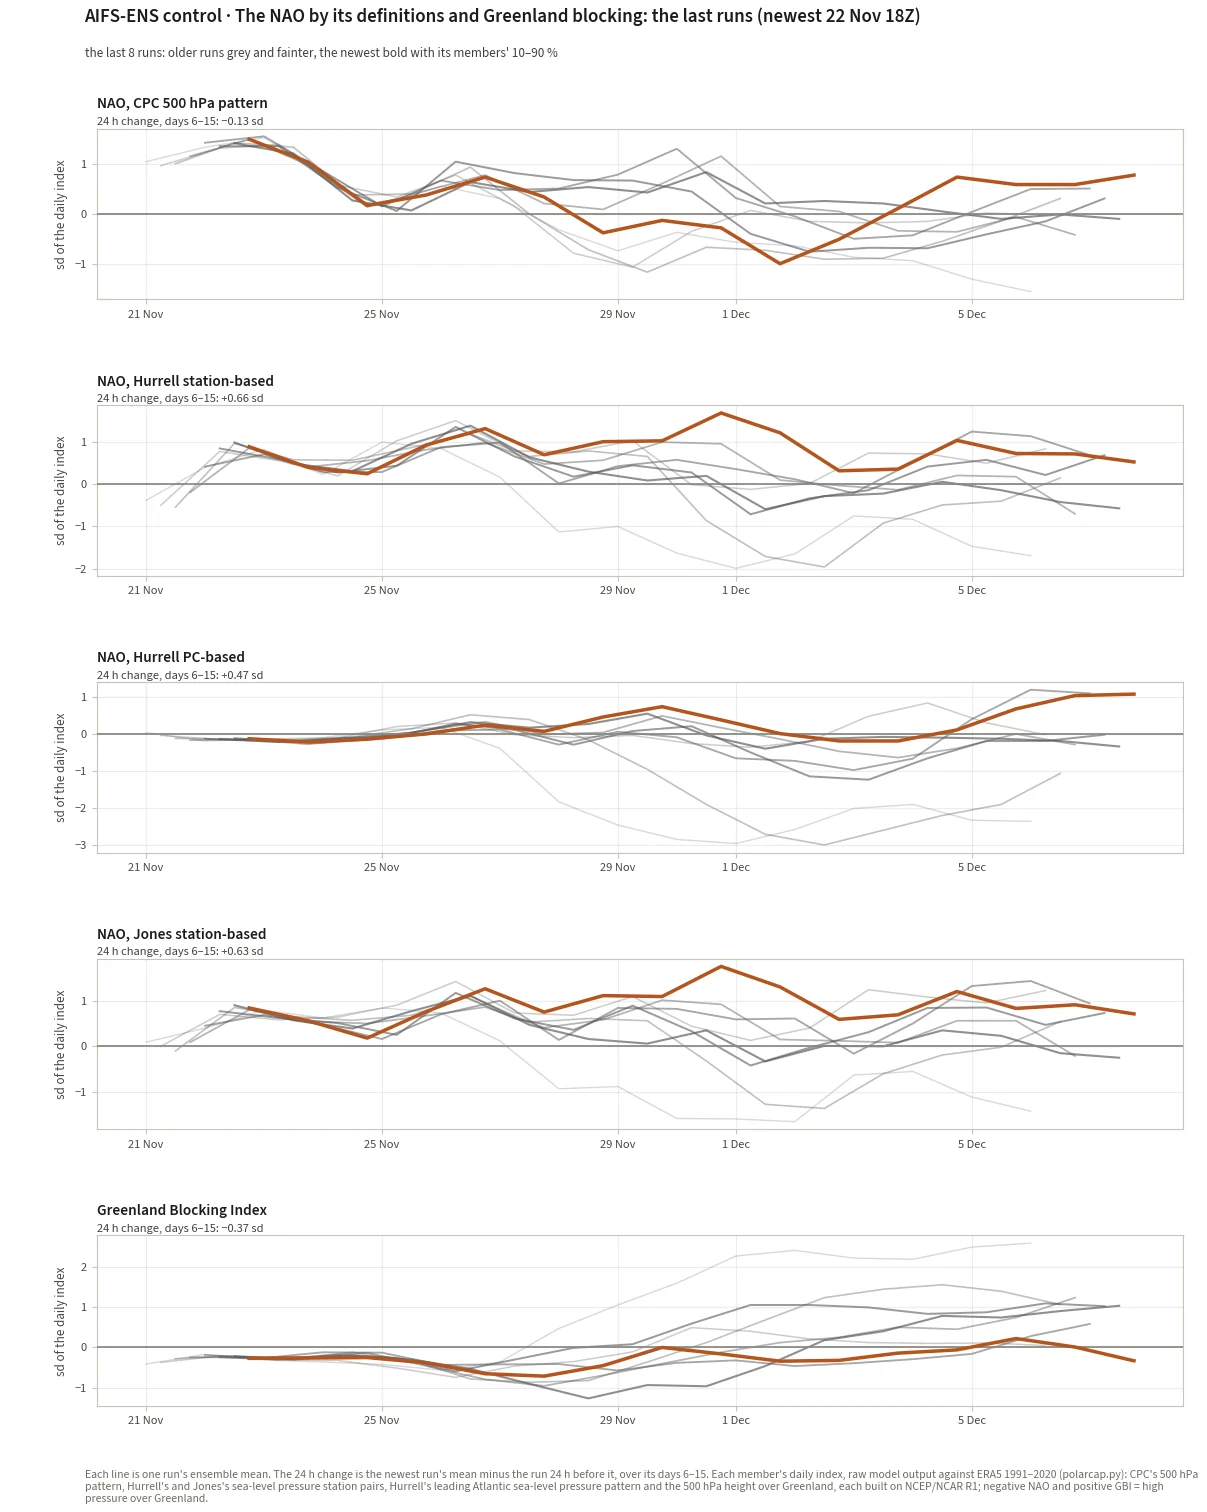 AIFS-ENS control · The NAO by its definitions and Greenland blocking: the last runs (newest 22 Nov 18Z)
the last 8 runs: older runs grey and fainter, the newest bold with its members' 10–90 %
NAO, CPC 500 hPa pattern
24 h change, days 6–15: −0.13 sd
sd of the daily index
1
0
−1
21 Nov
25 Nov
29 Nov
1 Dec
5 Dec
NAO, Hurrell station-based
24 h change, days 6–15: +0.66 sd
sd of the daily index
1
0
−1
−2
21 Nov
25 Nov
29 Nov
1 Dec
5 Dec
NAO, Hurrell PC-based
24 h change, days 6–15: +0.47 sd
sd of the daily index
1
0
−1
−2
−3
21 Nov
25 Nov
29 Nov
1 Dec
5 Dec
NAO, Jones station-based
24 h change, days 6–15: +0.63 sd
sd of the daily index
1
0
−1
21 Nov
25 Nov
29 Nov
1 Dec
5 Dec
Greenland Blocking Index
24 h change, days 6–15: −0.37 sd
sd of the daily index
2
1
0
−1
21 Nov
25 Nov
29 Nov
1 Dec
5 Dec
Each line is one run's ensemble mean. The 24 h change is the newest run's mean minus the run 24 h before it, over its days 6–15. Each member's daily index, raw model output against ERA5 1991–2020 (polarcap.py): CPC's 500 hPa
pattern, Hurrell's and Jones's sea-level pressure station pairs, Hurrell's leading Atlantic sea-level pressure pattern and the 500 hPa height over Greenland, each built on NCEP/NCAR R1; negative NAO and positive GBI = high
pressure over Greenland.